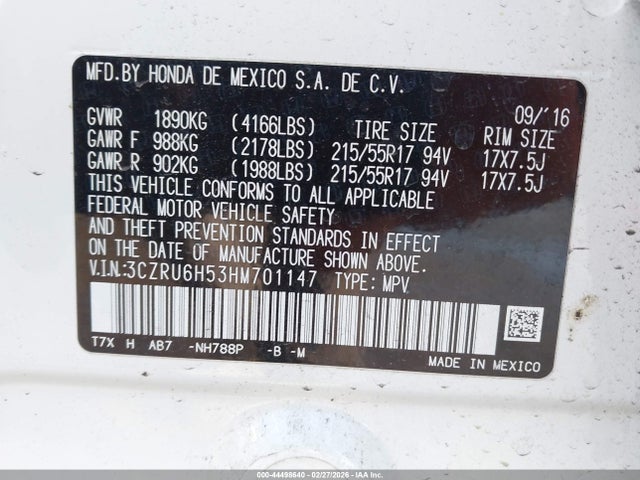 MFD.BY HONDA DE MEXICO S.A. DE C.V.
09/'16
GVWR 1890KG (4166LBS) TIRE SIZE RIM SIZE
GAWR F 988KG (2178LBS) 215/55R17 94V 17X7.5J
GAWR R 902KG (1988LBS) 215/55R17 94V 17X7.5J
THIS VEHICLE CONFORMS TO ALL APPLICABLE
FEDERAL MOTOR VEHICLE SAFETY
AND THEFT PREVENTION STANDARDS IN EFFECT
ON THE DATE OF MANUFACTURE SHOWN ABOVE.
V.I.N.:3CZRU6H53HM701147 TYPE: MPV
T7X H AB7 -NH788P -B -M
MADE IN MEXICO
000-44498640 - 02/27/2026 - IAAI.COM